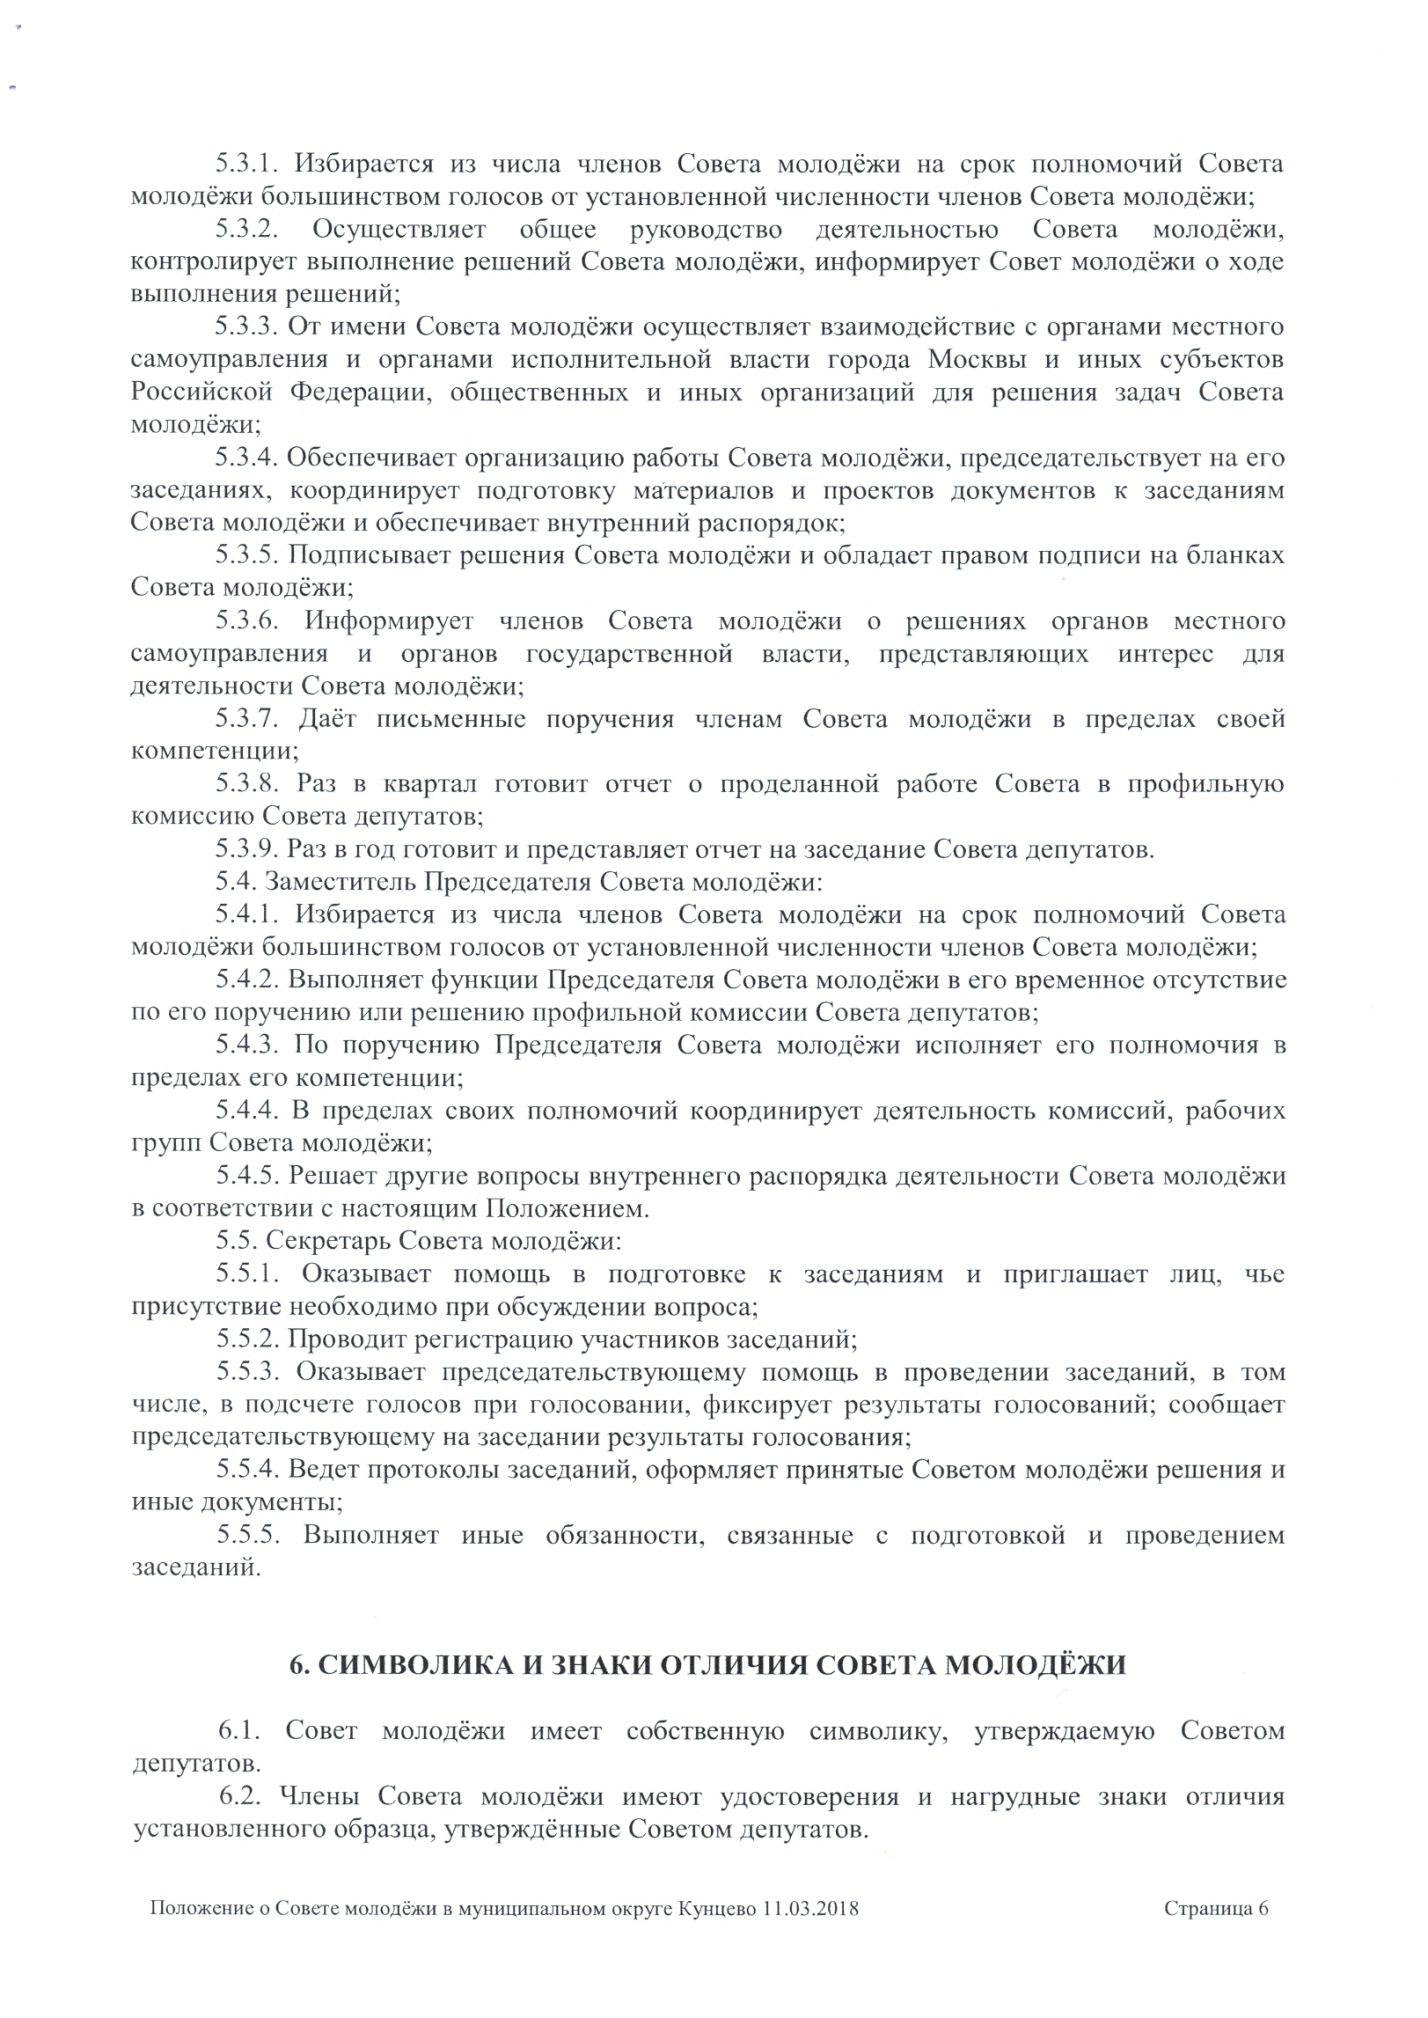 5.3.1. Избирается из числа членов Совета молодёжи на срок полномочий Совета
молодёжи большинством голосов от установленной численности членов Совета молодёжи;
5.3.2. Осуществляет общее руководство деятельностью Совета молодёжи,
контролирует выполнение решений Совета молодёжи, информирует Совет молодёжи о ходе
выполнения решений;
5.3.3. От имени Совета молодёжи осуществляет взаимодействие с органами местного
самоуправления и органами исполнительной власти города Москвы и иных субъектов
Российской Федерации, общественных и иных организаций для решения задач Совета
молодёжи;
5.3.4. Обеспечивает организацию работы Совета молодёжи, председательствует на его
заседаниях, координирует подготовку материалов и проектов документов к заседаниям
Совета молодёжи и обеспечивает внутренний распорядок;
5.3.5. Подписывает решения Совета молодёжи и обладает правом подписи на бланках
Совета молодёжи;
5.3.6. Информирует членов Совета молодёжи о решениях органов местного
самоуправления и органов государственной власти, представляющих интерес для
деятельности Совета молодёжи;
5.3.7. Даёт письменные поручения членам Совета молодёжи в пределах своей
компетенции;
5.3.8. Раз в квартал готовит отчет о проделанной работе Совета в профильную
комиссию Совета депутатов;
5.3.9. Раз в год готовит и представляет отчет на заседание Совета депутатов.
5.4. Заместитель Председателя Совета молодёжи:
5.4.1. Избирается из числа членов Совета молодёжи на срок полномочий Совета
молодёжи большинством голосов от установленной численности членов Совета молодёжи;
5.4.2. Выполняет функции Председателя Совета молодёжи в его временное отсутствие
по его поручению или решению профильной комиссии Совета депутатов;
5.4.3. По поручению Председателя Совета молодёжи исполняет его полномочия в
пределах его компетенции;
5.4.4. В пределах своих полномочий координирует деятельность комиссий, рабочих
групп Совета молодёжи;
5.4.5. Решает другие вопросы внутреннего распорядка деятельности Совета молодёжи
в соответствии с настоящим Положением.
5.5. Секретарь Совета молодёжи:
5.5.1. Оказывает помощь в подготовке к заседаниям и приглашает лиц, чье
присутствие необходимо при обсуждении вопроса;
5.5.2. Проводит регистрацию участников заседаний;
5.5.3. Оказывает председательствующему помощь в проведении заседаний, в том
числе, в подсчете голосов при голосовании, фиксирует результаты голосований; сообщает
председательствующему на заседании результаты голосования;
5.5.4. Ведет протоколы заседаний, оформляет принятые Советом молодёжи решения и
иные документы;
5.5.5. Выполняет иные обязанности, связанные с подготовкой и проведением
заседаний.
6. СИМВОЛИКА И ЗНАКИ ОТЛИЧИЯ СОВЕТА МОЛОДЁЖИ
6.1. Совет молодёжи имеет собственную символику, утверждаемую Советом
депутатов.
6.2. Члены Совета молодёжи имеют удостоверения и нагрудные знаки отличия
установленного образца, утверждённые Советом депутатов.
Положение о Совете молодёжи в муниципальном округе Кунцево 11.03.2018 Страница 6